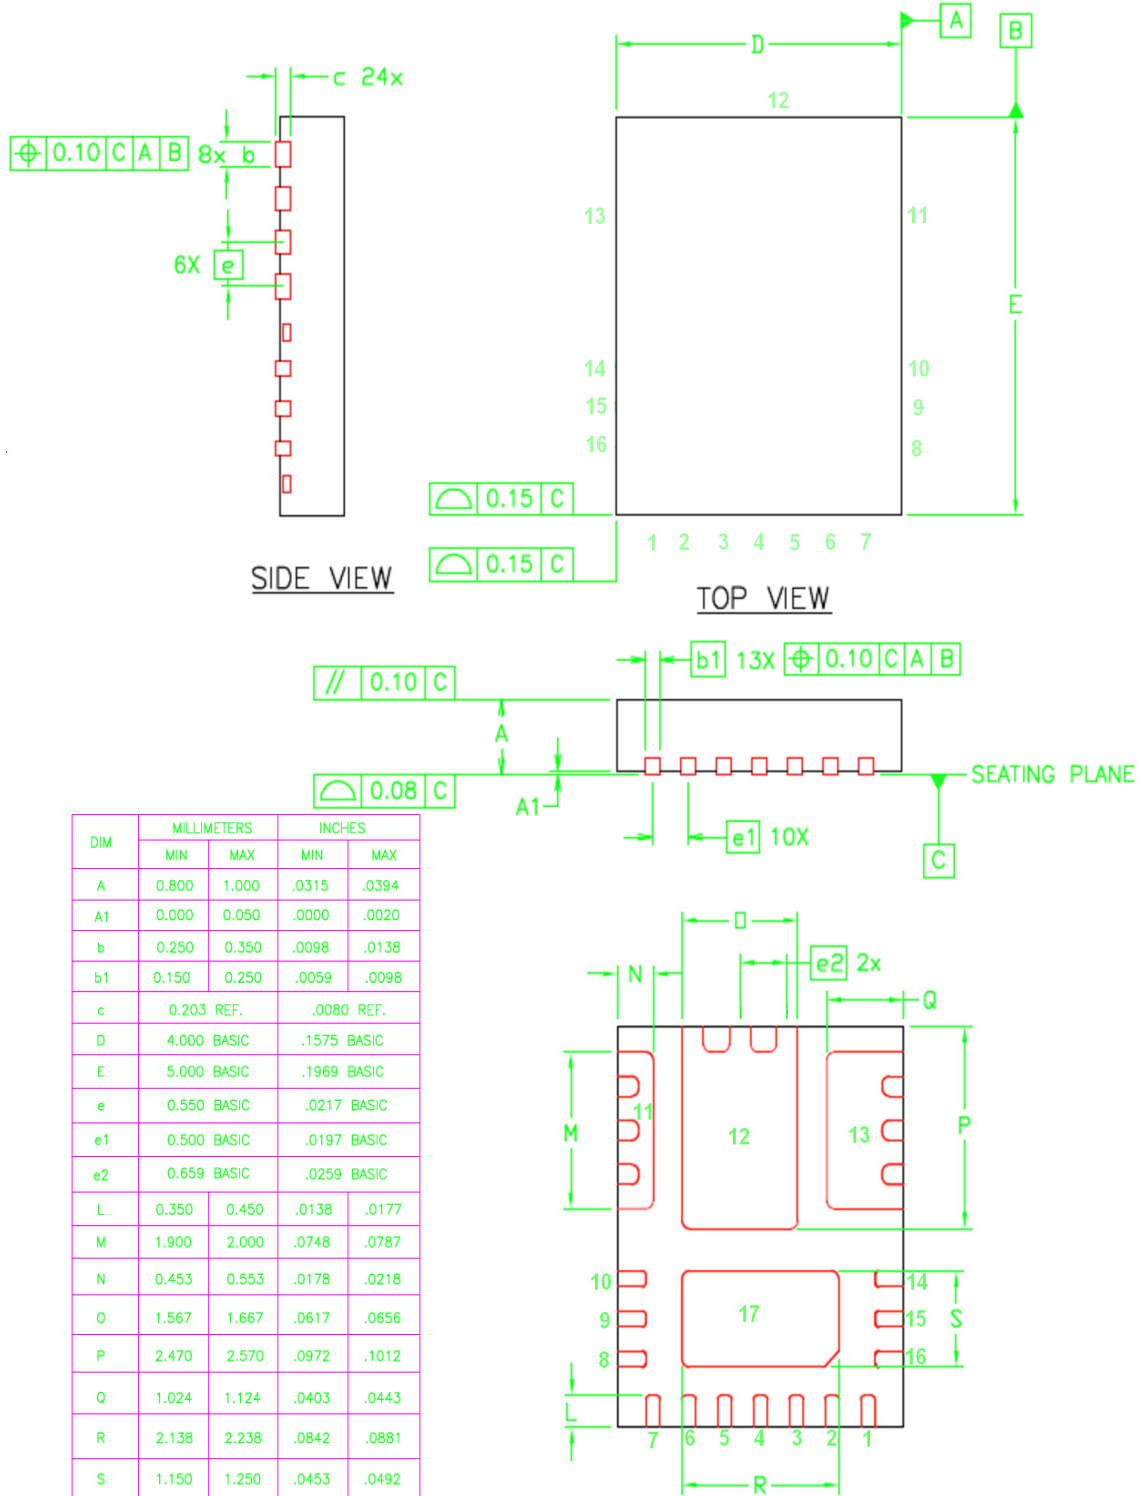 A
B
D
c 24x
12
0.10 C A B 8x b
13 11
6X e
E
14 10
15 9
16 8
0.15 C
0.15 C
1 2 3 4 5 6 7
SIDE VIEW
TOP VIEW
b1 13X 0.10 C A B
// 0.10 C
A
SEATING PLANE
0.08 C
A1
e1 10X
C
DIM MILLIMETERS INCHES
MIN MAX MIN MAX
A 0.800 1.000 .0315 .0394
A1 0.000 0.050 .0000 .0020
b 0.250 0.350 .0098 .0138
b1 0.150 0.250 .0059 .0098
c 0.203 REF. .0080 REF.
D 4.000 BASIC .1575 BASIC
E 5.000 BASIC .1969 BASIC
e 0.550 BASIC .0217 BASIC
e1 0.500 BASIC .0197 BASIC
e2 0.659 BASIC .0259 BASIC
L 0.350 0.450 .0138 .0177
M 1.900 2.000 .0748 .0787
N 0.453 0.553 .0178 .0218
O 1.567 1.667 .0617 .0656
P 2.470 2.570 .0972 .1012
Q 1.024 1.124 .0403 .0443
R 2.138 2.238 .0842 .0881
S 1.150 1.250 .0453 .0492
O
e2 2x
N
Q
11
M 12 13 P
10 14
17
9 15 S
8 16
L
7 6 5 4 3 2 1
R